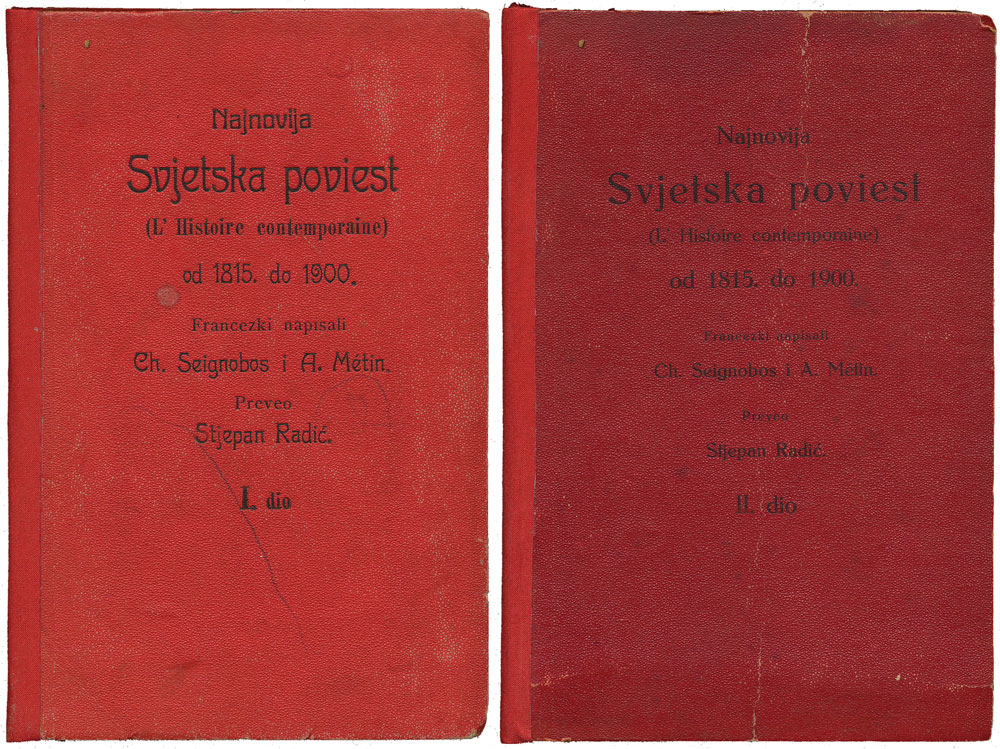 Najnovija
Svjetska poviest
(L' Histoire contemporaine)
od 1815. do 1900.
Francezki napisali
Ch. Seignobos i A. Métin.
Preveo
Stjepan Radić.
I. dio
Najnovija
Svjetska poviest
(L' Histoire contemporaine)
od 1815. do 1900.
Francezki napisali
Ch. Seignobos i A. Métin.
Preveo
Stjepan Radić.
II. dio